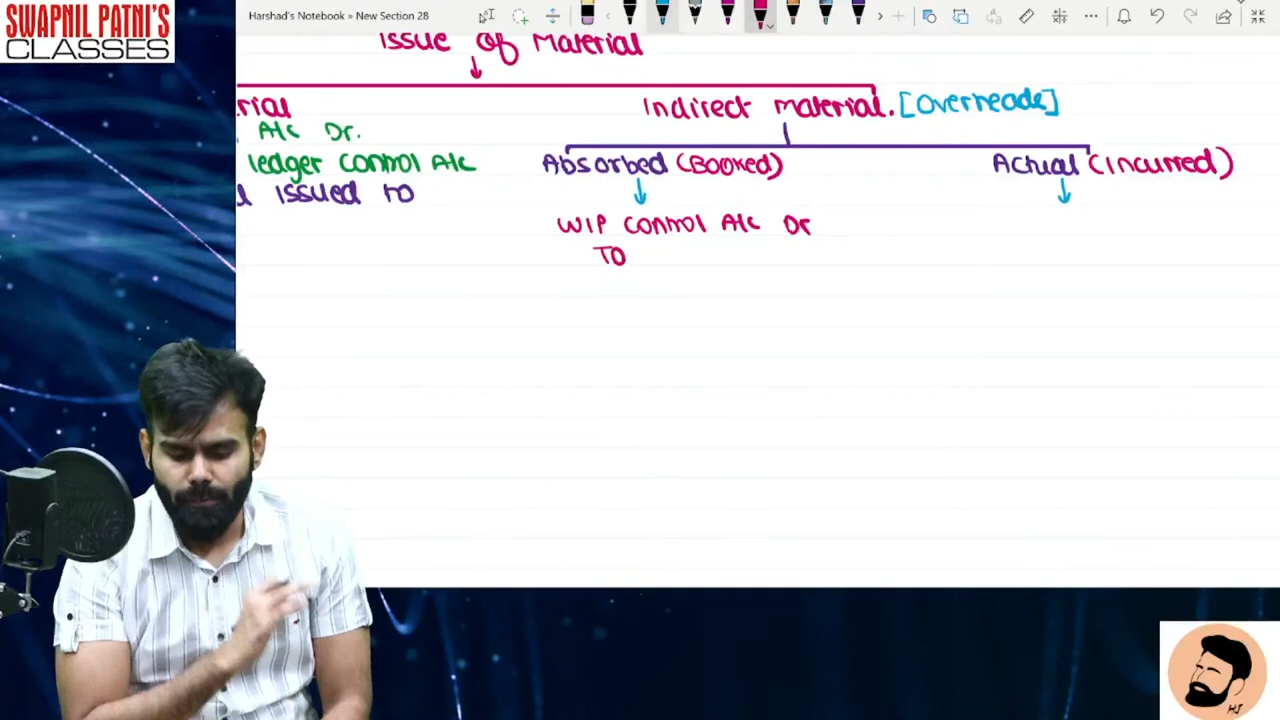 SWAPNIL PATNI'S
CLASSES
Harshad's Notebook » New Section 28
Issue of Material
rial
A/c Dr.
ledger control A/c
l issued to
Indirect material. [Overheads]
Absorbed (Booked)
Actual (Incurred)
WIP control A/c Dr
To
HJ